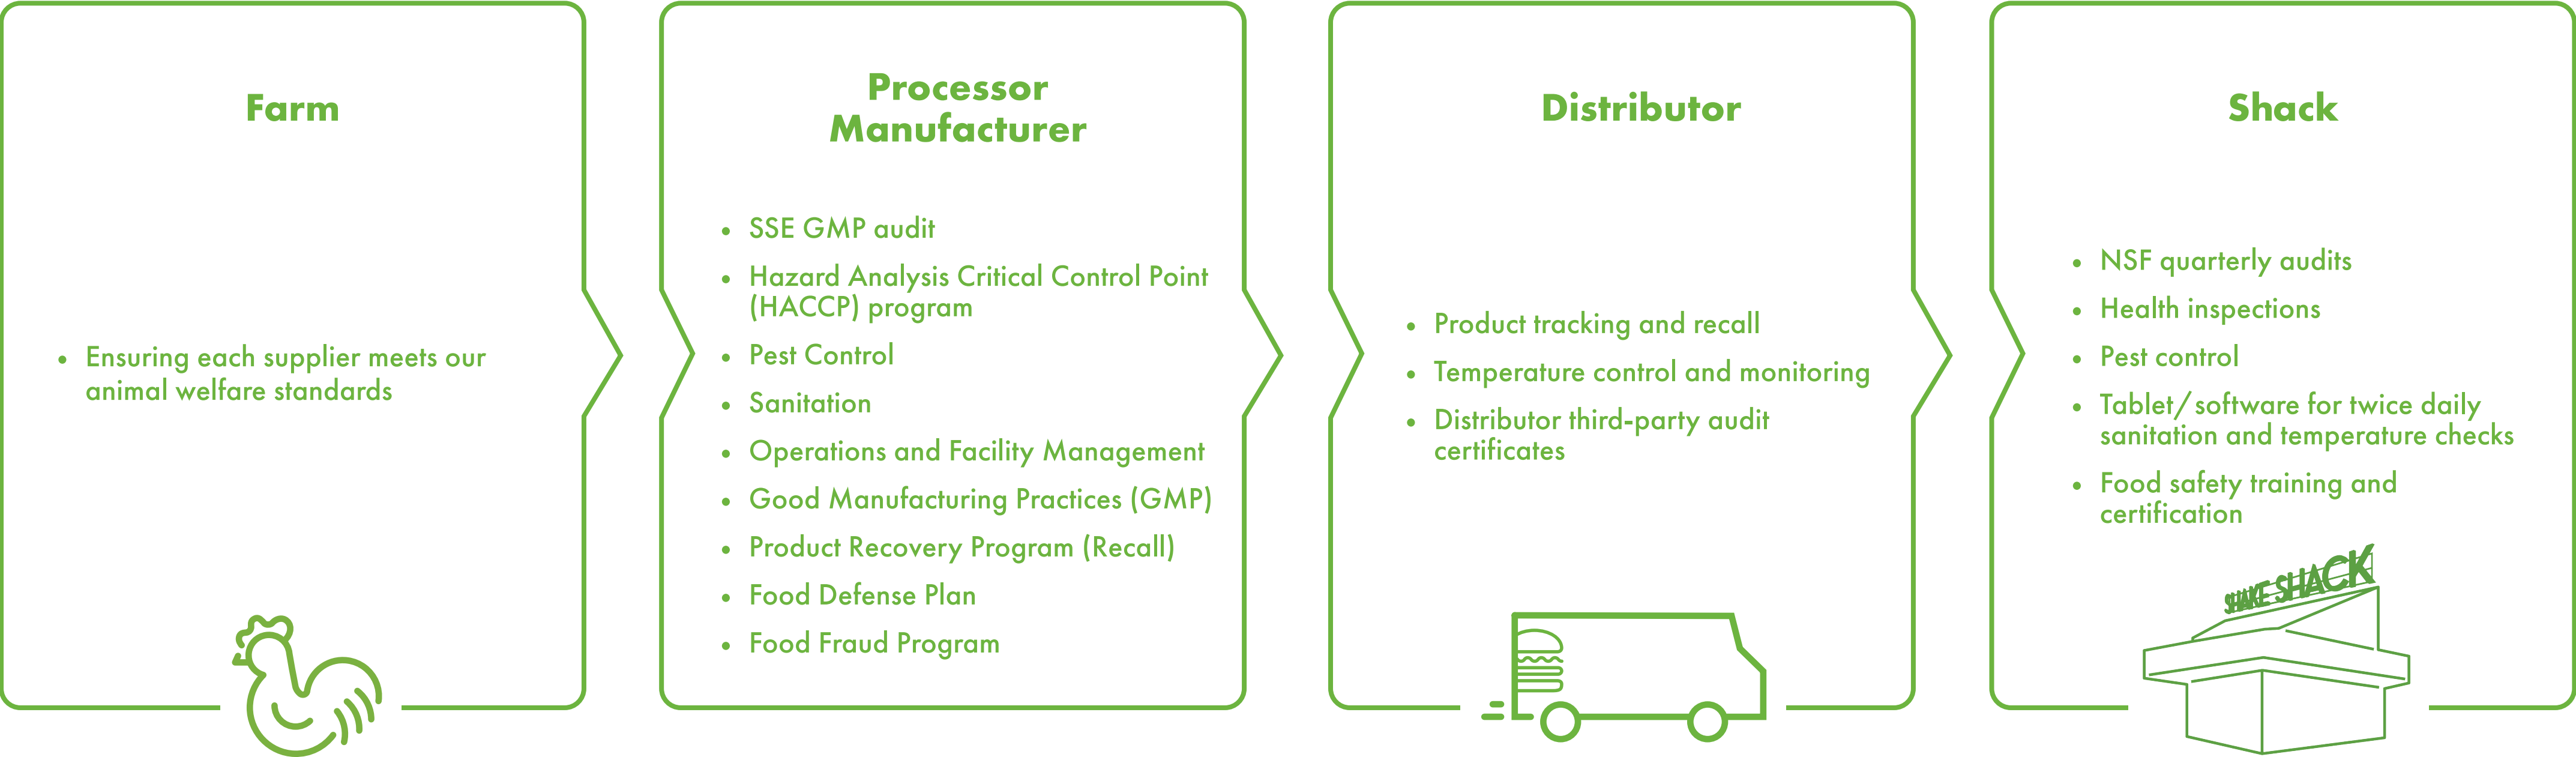 Farm
• Ensuring each supplier meets our
animal welfare standards
Processor
Manufacturer
• SSE GMP audit
• Hazard Analysis Critical Control Point
(HACCP) program
• Pest Control
• Sanitation
• Operations and Facility Management
• Good Manufacturing Practices (GMP)
• Product Recovery Program (Recall)
• Food Defense Plan
• Food Fraud Program
Distributor
• Product tracking and recall
• Temperature control and monitoring
• Distributor third-party audit
certificates
Shack
• NSF quarterly audits
• Health inspections
• Pest control
• Tablet/software for twice daily
sanitation and temperature checks
• Food safety training and
certification
SHAKE SHACK